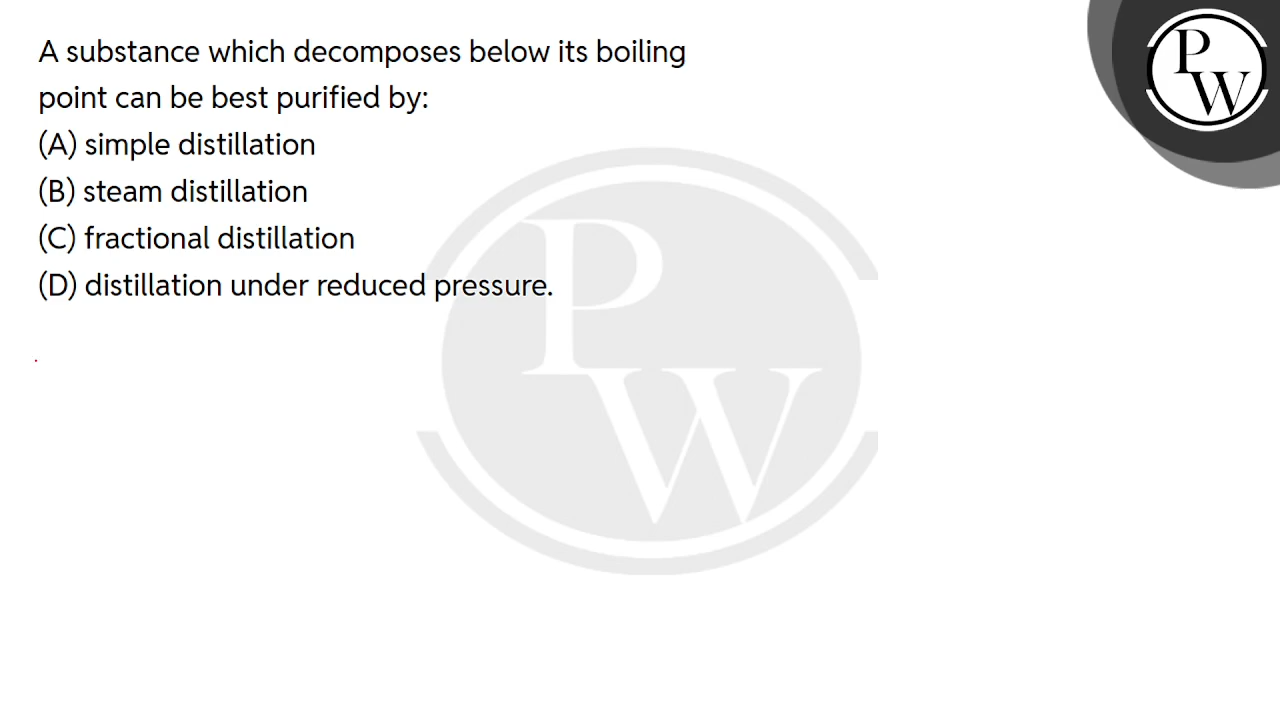 A substance which decomposes below its boiling
point can be best purified by:
(A) simple distillation
(B) steam distillation
(C) fractional distillation
(D) distillation under reduced pressure.
P
W
P
W